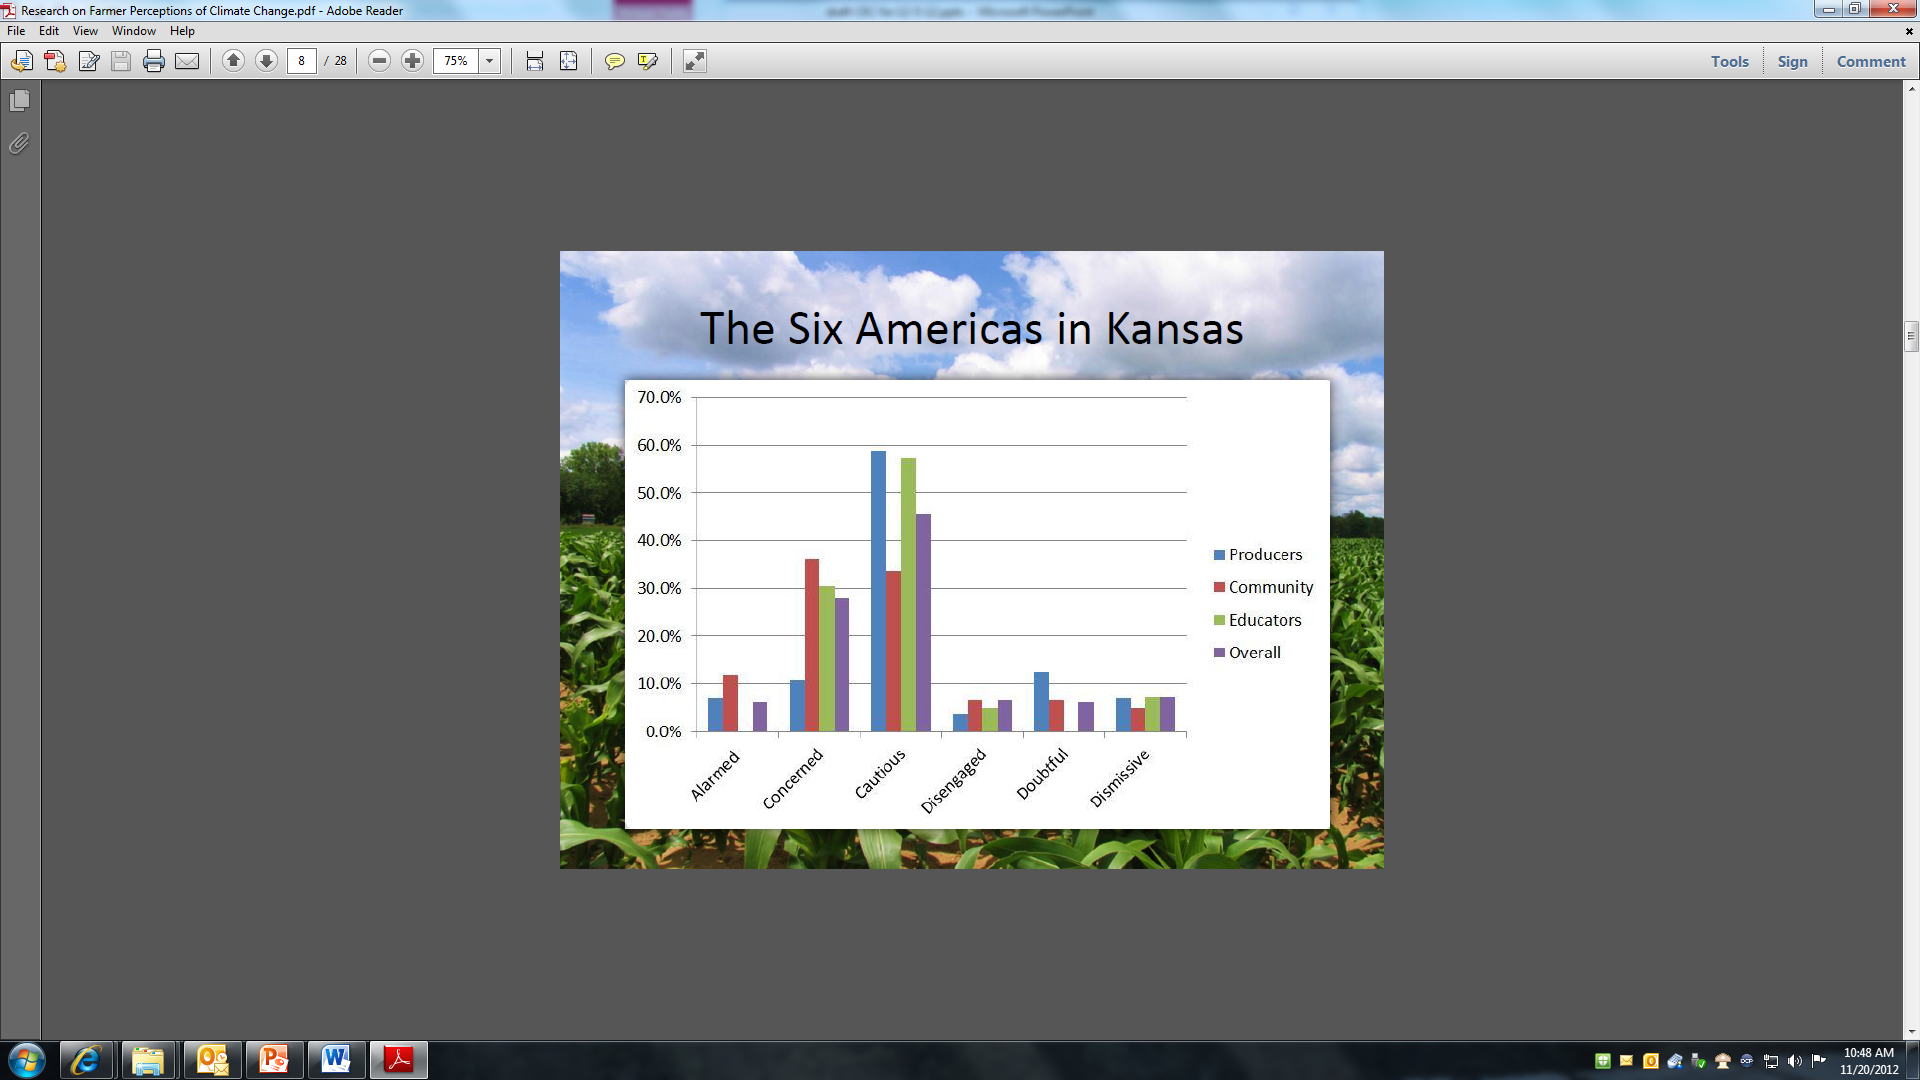 Research on Farmer Perceptions of Climate Change.pdf - Adobe Reader
File Edit View Window Help
8 / 28 75% Tools Sign Comment
The Six Americas in Kansas
70.0%
60.0%
50.0%
40.0%
30.0%
20.0%
10.0%
0.0%
Alarmed
Concerned
Cautious
Disengaged
Doubtful
Dismissive
Producers
Community
Educators
Overall
10:48 AM
11/20/2012